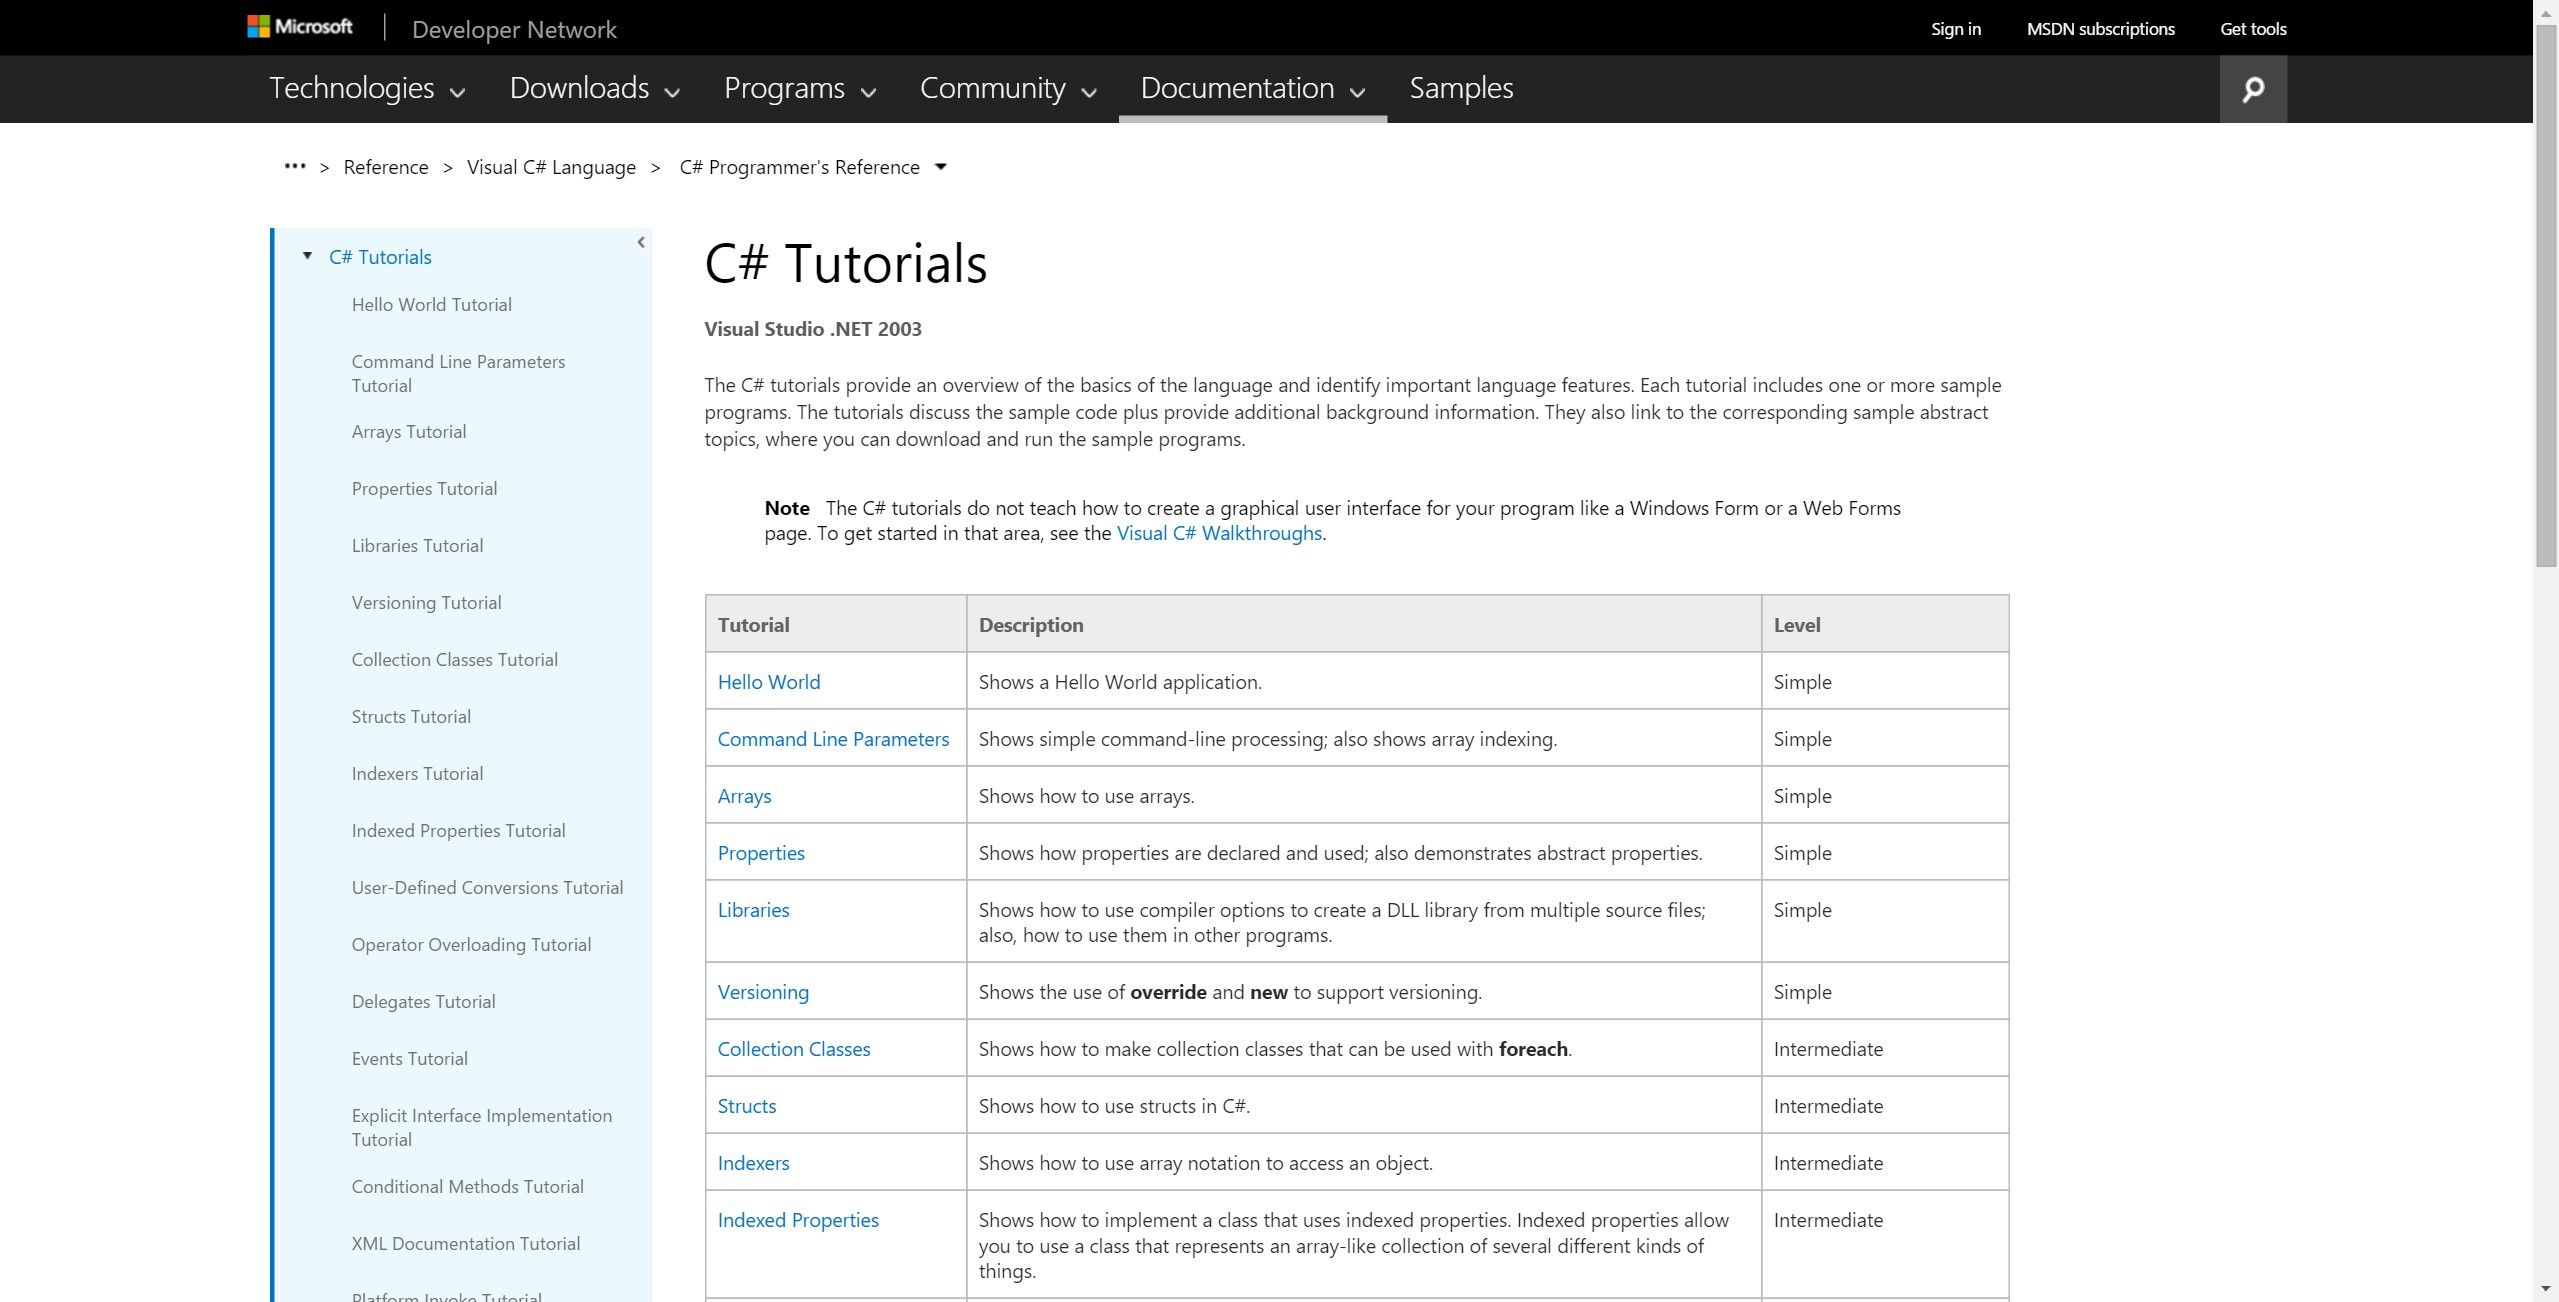 Microsoft
Developer Network
Sign in
MSDN subscriptions
Get tools
Technologies
Downloads
Programs
Community
Documentation
Samples
••• > Reference > Visual C# Language > C# Programmer's Reference
C# Tutorials
Hello World Tutorial
Command Line Parameters
Tutorial
Arrays Tutorial
Properties Tutorial
Libraries Tutorial
Versioning Tutorial
Collection Classes Tutorial
Structs Tutorial
Indexers Tutorial
Indexed Properties Tutorial
User-Defined Conversions Tutorial
Operator Overloading Tutorial
Delegates Tutorial
Events Tutorial
Explicit Interface Implementation
Tutorial
Conditional Methods Tutorial
XML Documentation Tutorial
Platform Invoke Tutorial
C# Tutorials
Visual Studio .NET 2003
The C# tutorials provide an overview of the basics of the language and identify important language features. Each tutorial includes one or more sample
programs. The tutorials discuss the sample code plus provide additional background information. They also link to the corresponding sample abstract
topics, where you can download and run the sample programs.
Note The C# tutorials do not teach how to create a graphical user interface for your program like a Windows Form or a Web Forms
page. To get started in that area, see the Visual C# Walkthroughs.
Tutorial Description Level
Hello World Shows a Hello World application. Simple
Command Line Parameters Shows simple command-line processing; also shows array indexing. Simple
Arrays Shows how to use arrays. Simple
Properties Shows how properties are declared and used; also demonstrates abstract properties. Simple
Libraries Shows how to use compiler options to create a DLL library from multiple source files; Simple
also, how to use them in other programs.
Versioning Shows the use of override and new to support versioning. Simple
Collection Classes Shows how to make collection classes that can be used with foreach. Intermediate
Structs Shows how to use structs in C#. Intermediate
Indexers Shows how to use array notation to access an object. Intermediate
Indexed Properties Shows how to implement a class that uses indexed properties. Indexed properties allow Intermediate
you to use a class that represents an array-like collection of several different kinds of
things.